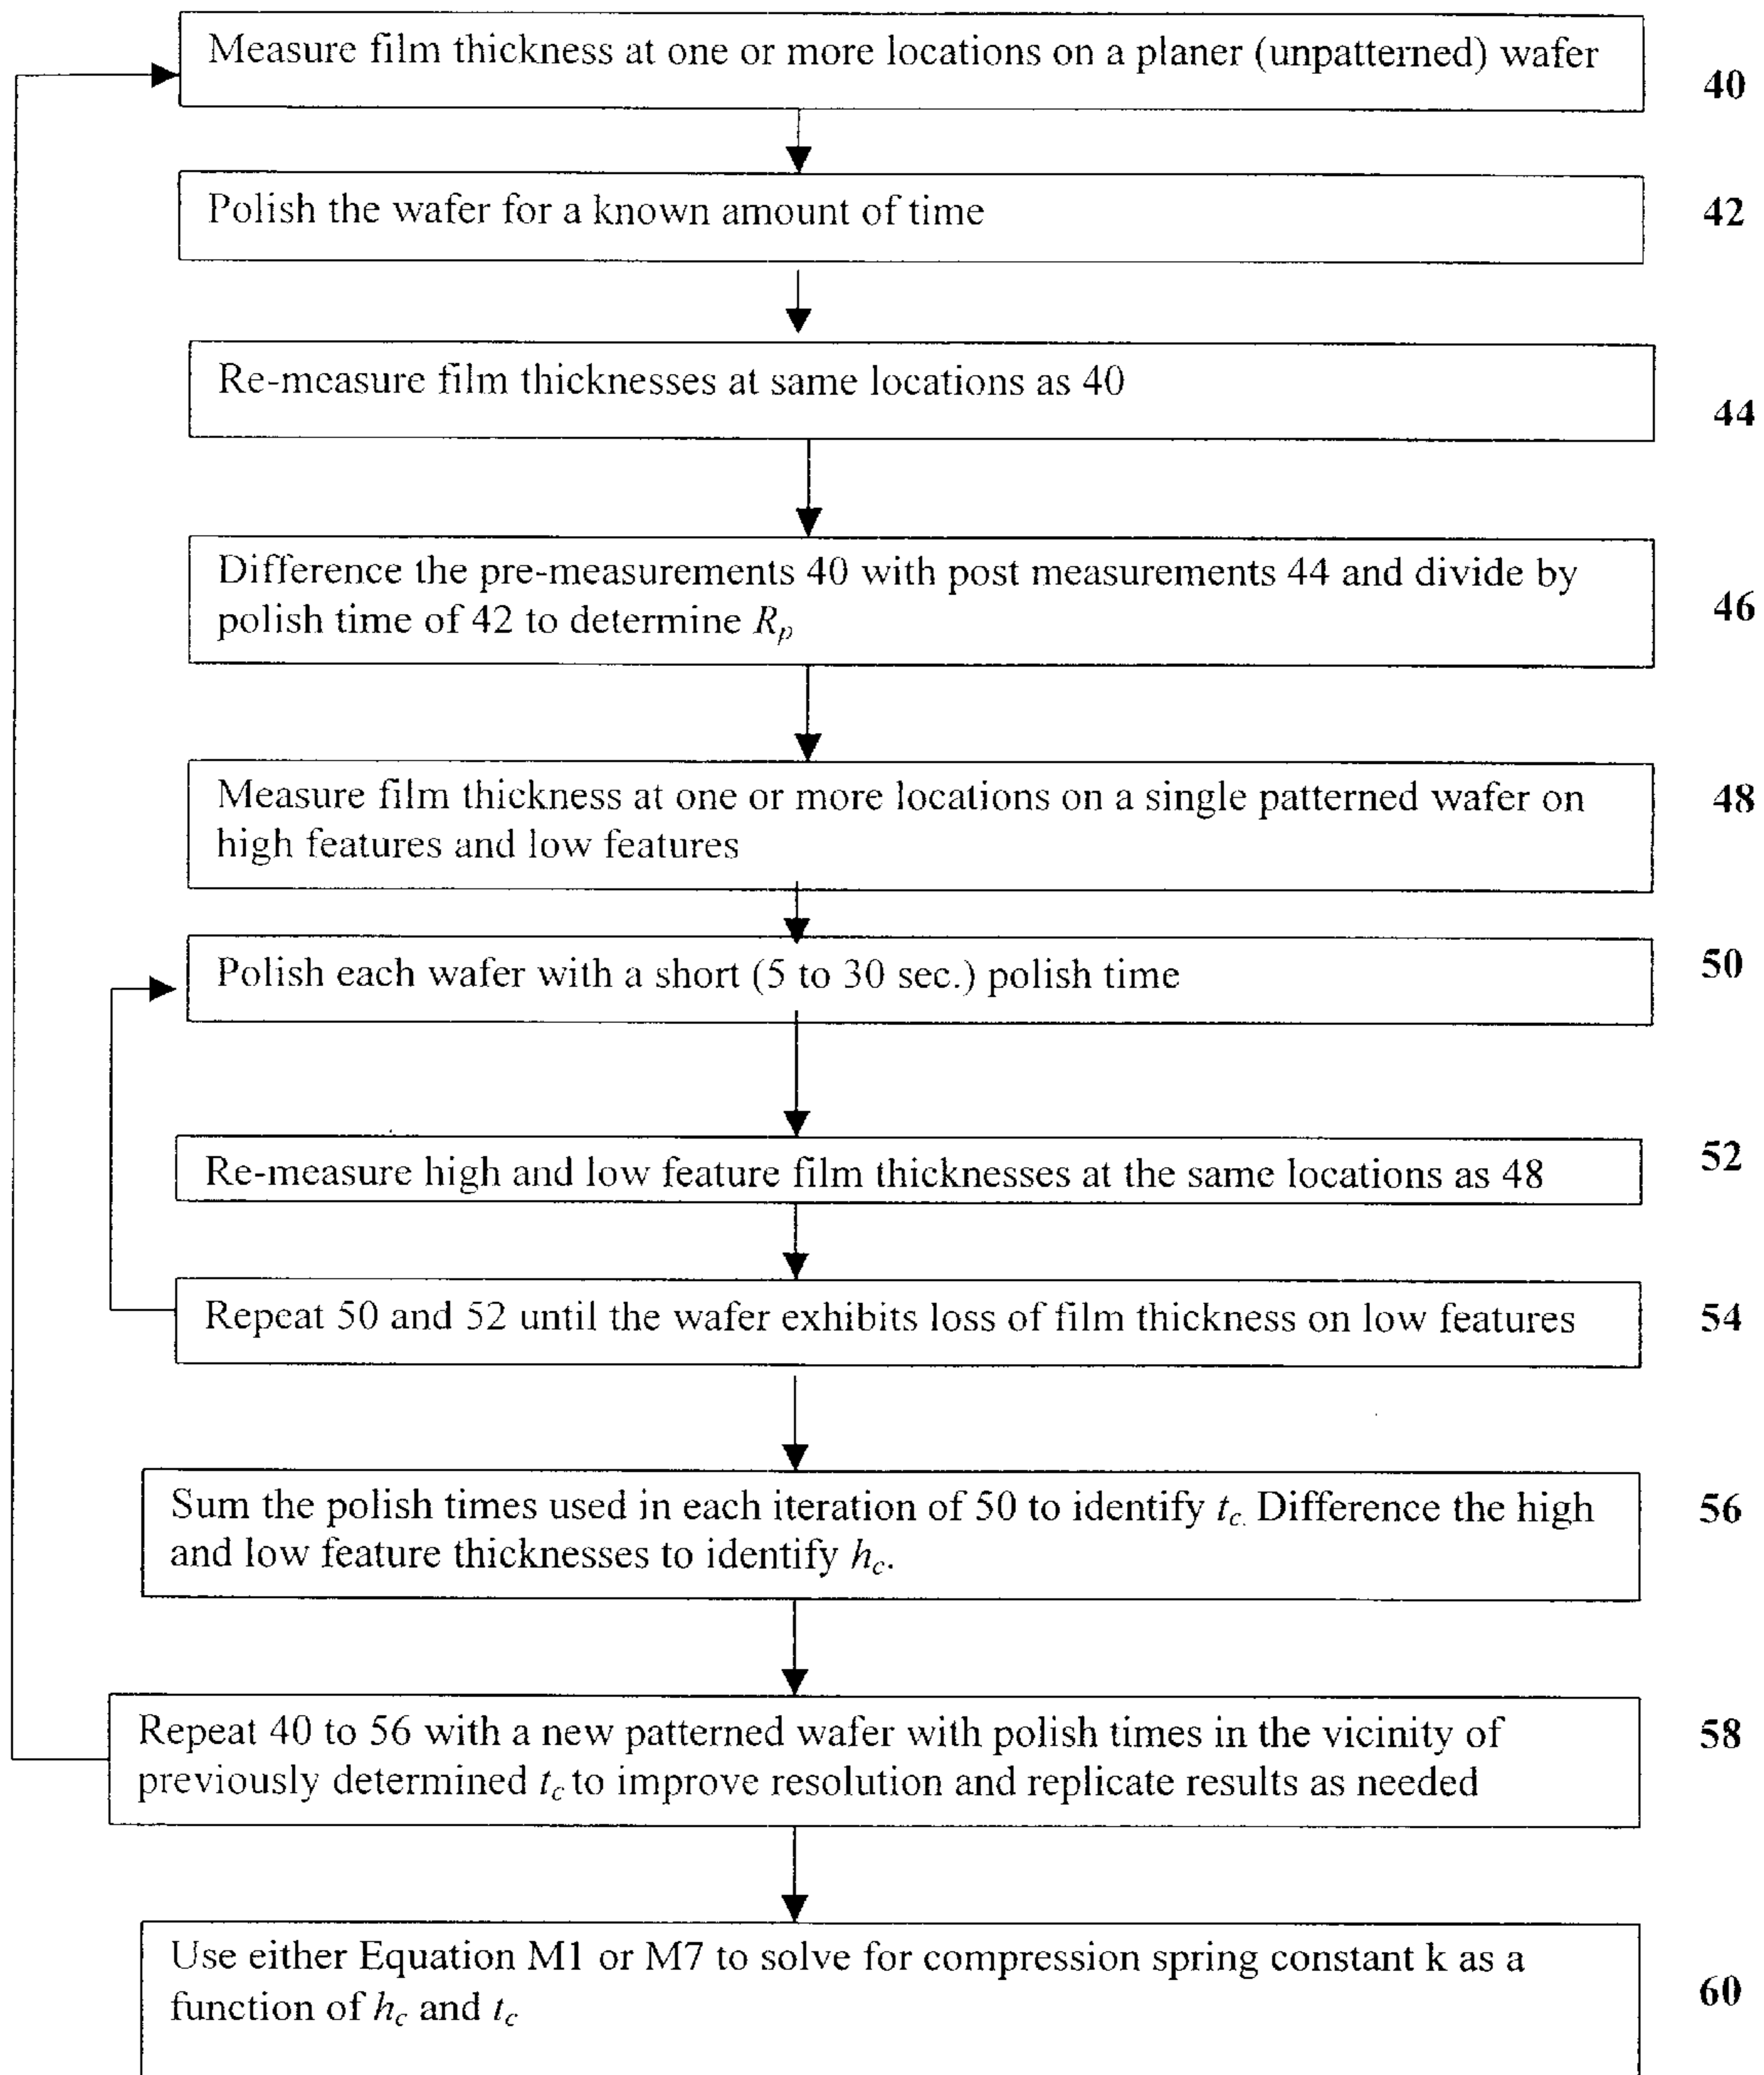 Measure film thickness at one or more locations on a planer (unpatterned) wafer
40
Polish the wafer for a known amount of time
42
Re-measure film thicknesses at same locations as 40
44
Difference the pre-measurements 40 with post measurements 44 and divide by
polish time of 42 to determine Rp
46
Measure film thickness at one or more locations on a single patterned wafer on
high features and low features
48
Polish each wafer with a short (5 to 30 sec.) polish time
50
Re-measure high and low feature film thicknesses at the same locations as 48
52
Repeat 50 and 52 until the wafer exhibits loss of film thickness on low features
54
Sum the polish times used in each iteration of 50 to identify tc. Difference the high
and low feature thicknesses to identify hc.
56
Repeat 40 to 56 with a new patterned wafer with polish times in the vicinity of
previously determined tc to improve resolution and replicate results as needed
58
Use either Equation M1 or M7 to solve for compression spring constant k as a
function of hc and tc
60